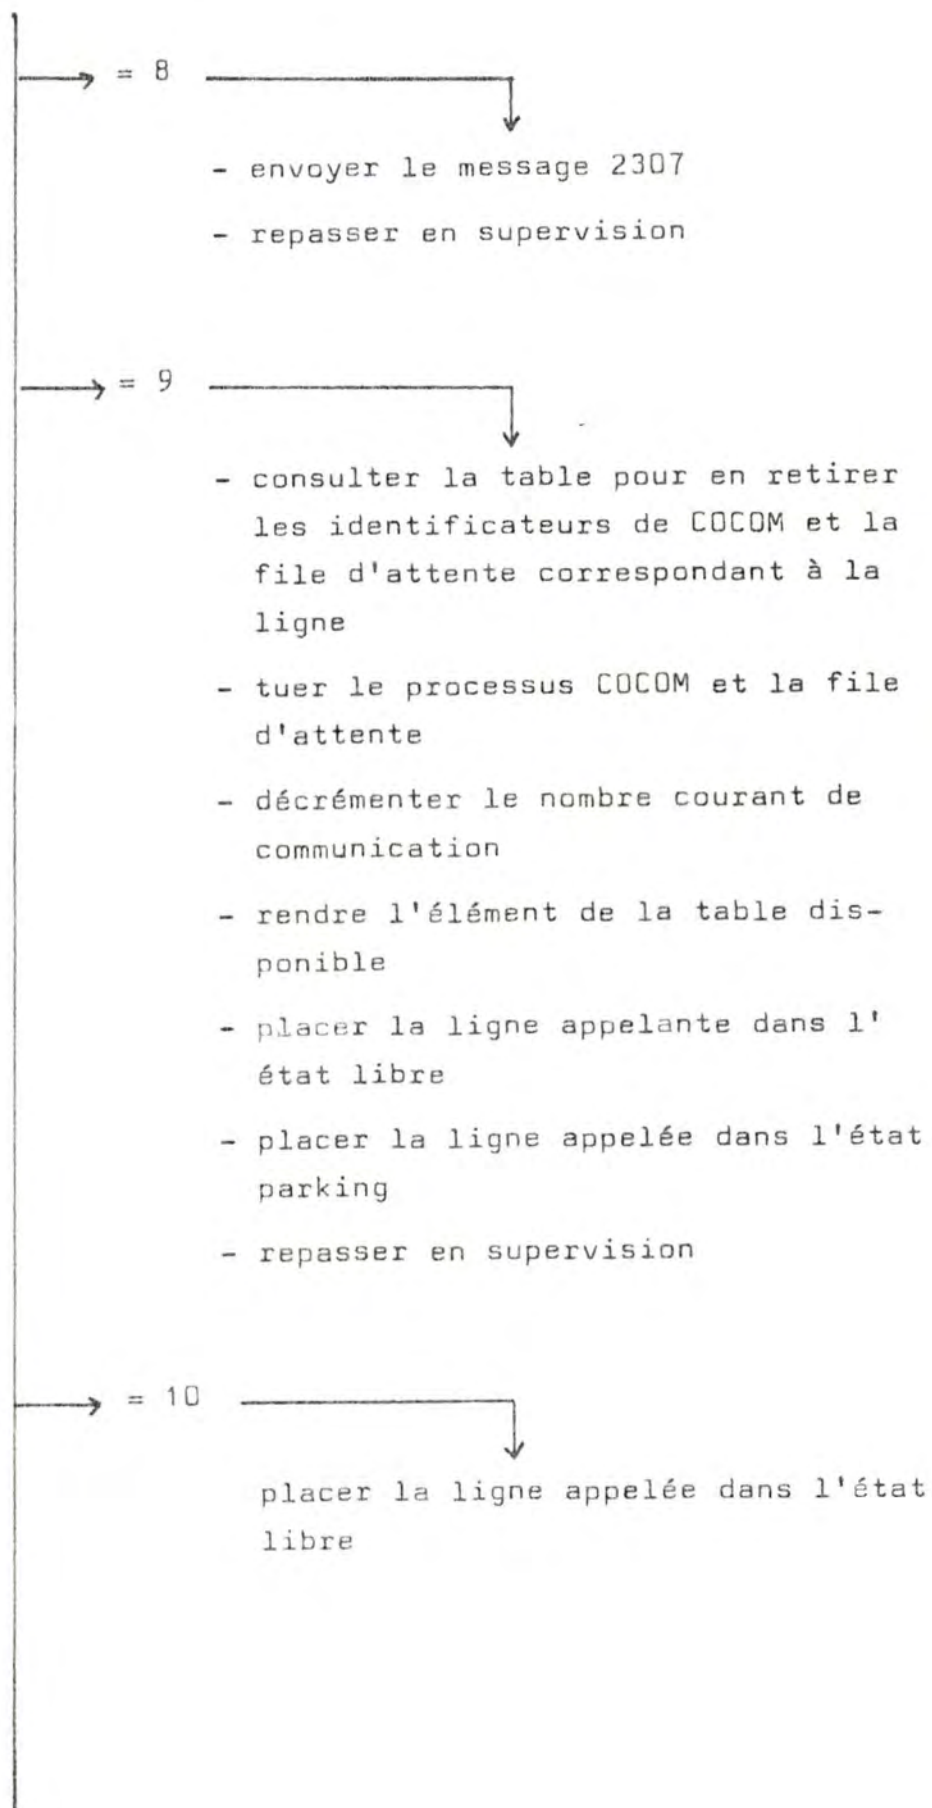 = 8
- envoyer le message 2307
- repasser en supervision
= 9
- consulter la table pour en retirer
les identificateurs de COCOM et la
file d'attente correspondant à la
ligne
- tuer le processus COCOM et la file
d'attente
- décrémenter le nombre courant de
communication
- rendre l'élément de la table dis-
ponible
- placer la ligne appelante dans l'
état libre
- placer la ligne appelée dans l'état
parking
- repasser en supervision
= 10
placer la ligne appelée dans l'état
libre